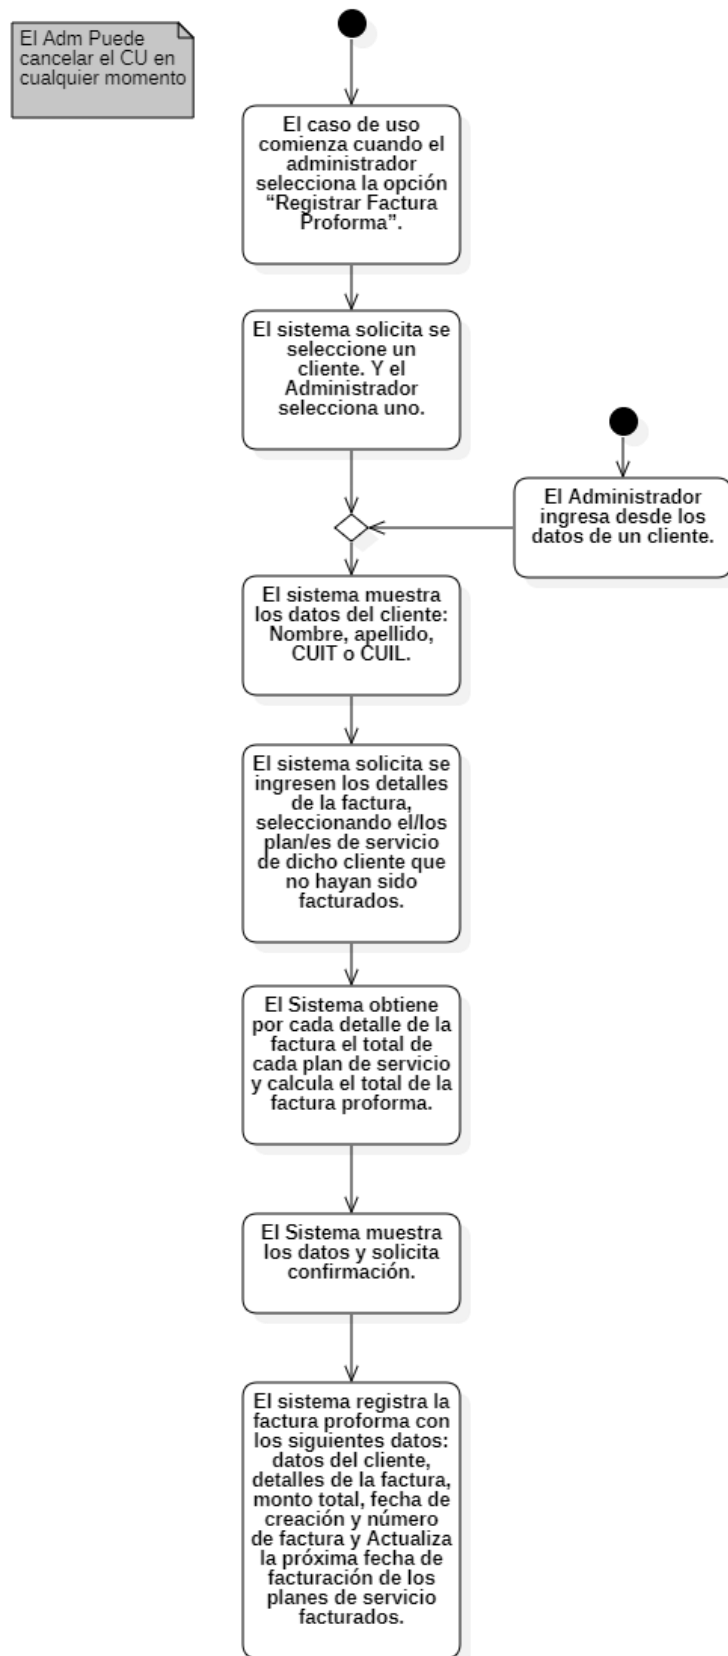 El Adm Puede
cancelar el CU en
cualquier momento
El caso de uso
comienza cuando el
administrador
selecciona la opción
“Registrar Factura
Proforma”.
El sistema solicita se
seleccione un
cliente. Y el
Administrador
selecciona uno.
El Administrador
ingresa desde los
datos de un cliente.
El sistema muestra
los datos del cliente:
Nombre, apellido,
CUIT o CUIL.
El sistema solicita se
ingresen los detalles
de la factura,
seleccionando el/los
plan/es de servicio
de dicho cliente que
no hayan sido
facturados.
El Sistema obtiene
por cada detalle de la
factura el total de
cada plan de servicio
y calcula el total de la
factura proforma.
El Sistema muestra
los datos y solicita
confirmación.
El sistema registra la
factura proforma con
los siguientes datos:
datos del cliente,
detalles de la factura,
monto total, fecha de
creación y número
de factura y Actualiza
la próxima fecha de
facturación de los
planes de servicio
facturados.